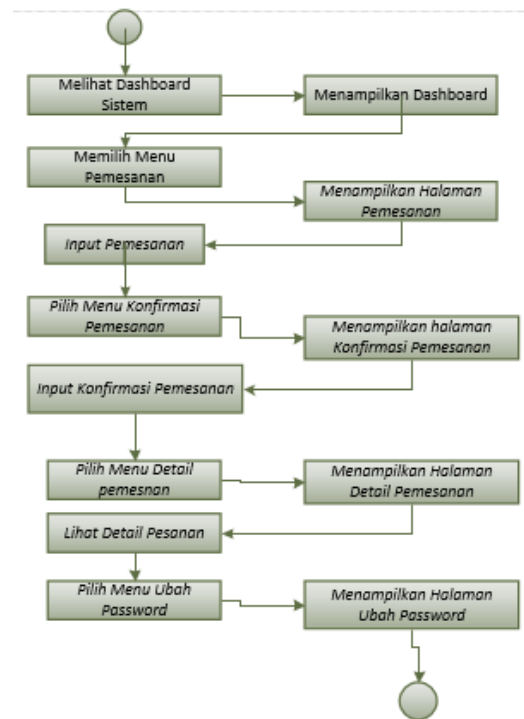 Melihat Dashboard
Sistem
Menampilkan Dashboard
Memilih Menu
Pemesanan
Menampilkan Halaman
Pemesanan
Input Pemesanan
Pilih Menu Konfirmasi
Pemesanan
Menampilkan halaman
Konfirmasi Pemesanan
Input Konfirmasi Pemesanan
Pilih Menu Detail
pemesnan
Menampilkan Halaman
Detail Pemesanan
Lihat Detail Pesanan
Pilih Menu Ubah
Password
Menampilkan Halaman
Ubah Password